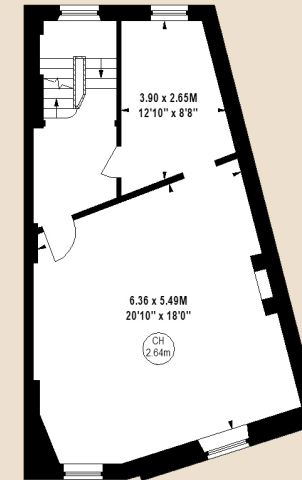 3.90 x 2.65M
12'10" x 8'8"
6.36 x 5.49M
20'10" x 18'0"
CH
2.64m